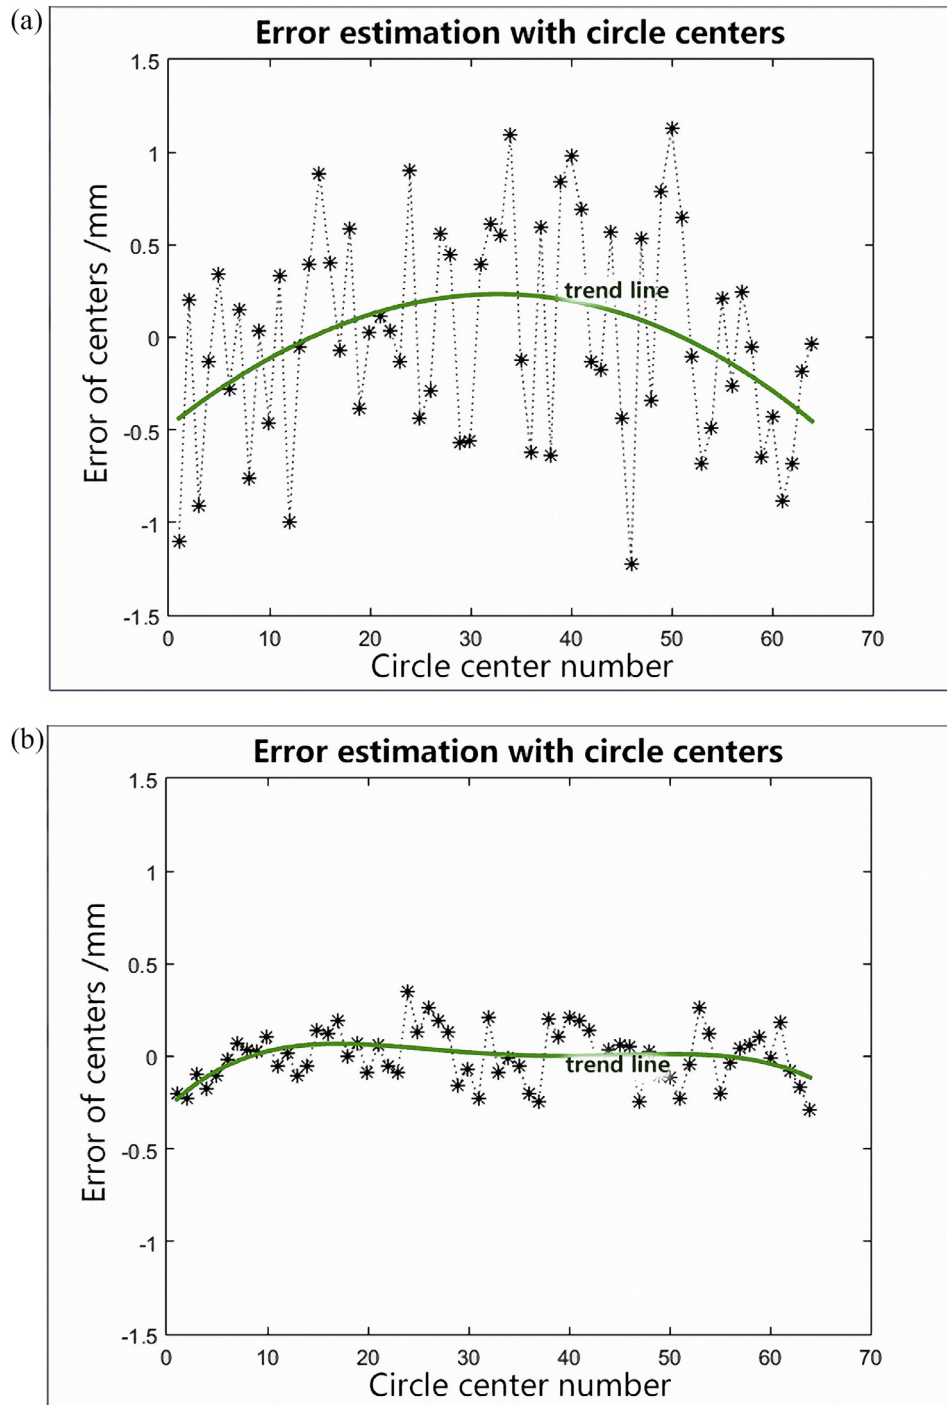 (a)
Error estimation with circle centers
1.5
1
0.5
0
-0.5
-1
-1.5
Error of centers /mm
trend line
0 10 20 30 40 50 60 70
Circle center number
(b)
Error estimation with circle centers
1.5
1
0.5
0
-0.5
-1
-1.5
Error of centers /mm
trend line
0 10 20 30 40 50 60 70
Circle center number